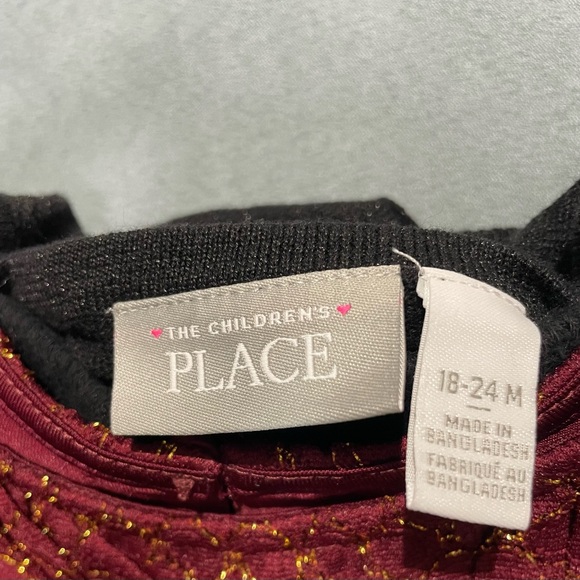 THE CHILDREN'S
PLACE
18-24 M
MADE IN
BANGLADESH
FABRIQUÉ AU
BANGLADESH